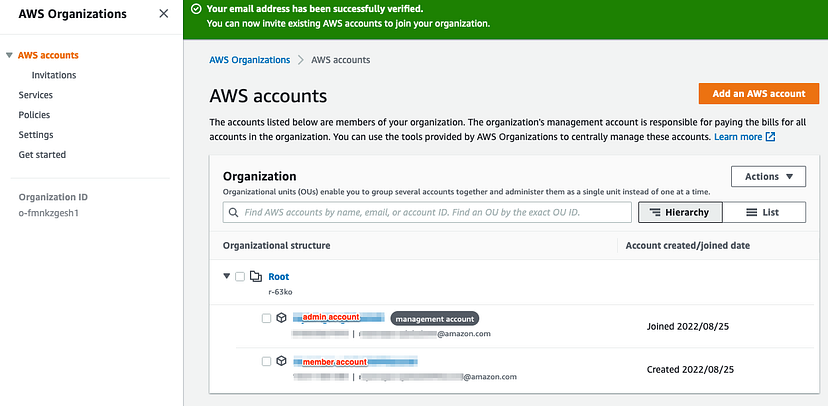 AWS Organizations
AWS accounts
Invitations
Services
Policies
Settings
Get started
Organization ID
o-fmnkzgesh1
Your email address has been successfully verified.
You can now invite existing AWS accounts to join your organization.
AWS Organizations > AWS accounts
AWS accounts
Add an AWS account
The accounts listed below are members of your organization. The organization's management account is responsible for paying the bills for all
accounts in the organization. You can use the tools provided by AWS Organizations to centrally manage these accounts. Learn more
Organization
Actions
Organizational units (OUs) enable you to group several accounts together and administer them as a single unit instead of one at a time.
Find AWS accounts by name, email, or account ID. Find an OU by the exact OU ID.
Hierarchy
List
Organizational structure
Account created/joined date
Root
r-63ko
admin account
management account
| @amazon.com
Joined 2022/08/25
member account
| @amazon.com
Created 2022/08/25